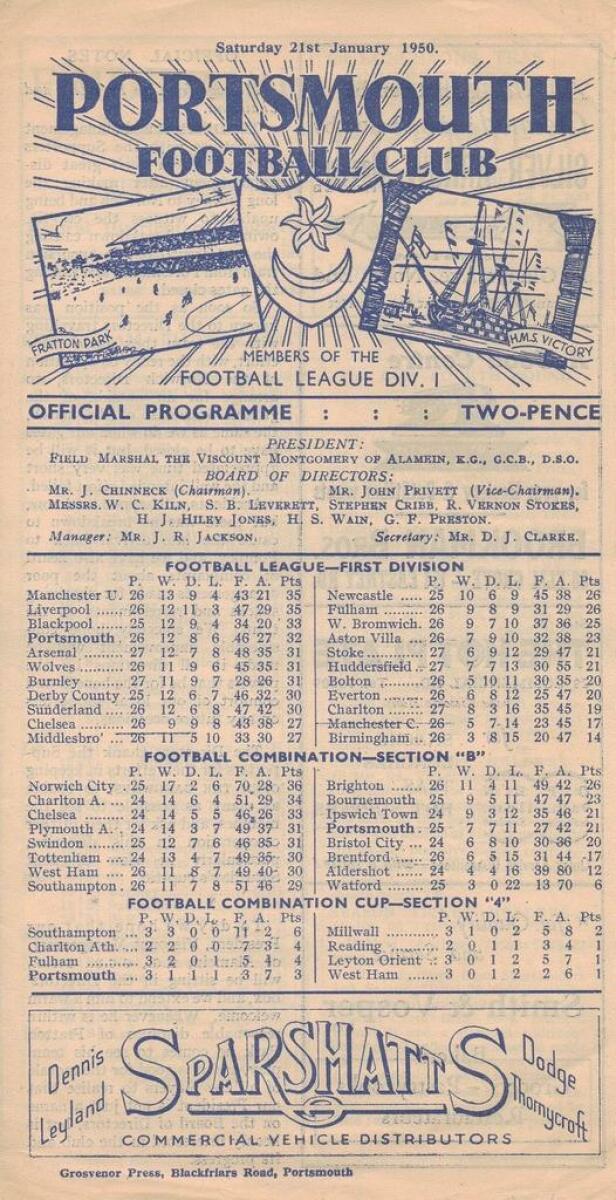 Saturday 21st January 1950.
PORTSMOUTH
FOOTBALL CLUB
FRATTON PARK
H.M.S. VICTORY
MEMBERS OF THE
FOOTBALL LEAGUE DIV. I
OFFICIAL PROGRAMME : : : TWO-PENCE
PRESIDENT:
FIELD MARSHAL THE VISCOUNT MONTGOMERY OF ALAMEIN, K.G., G.C.B., D.S.O.
BOARD OF DIRECTORS:
MR. J. CHINNECK (Chairman). MR. JOHN PRIVETT (Vice-Chairman).
MESSRS. W. C. KILN, S. B. LEVERETT, STEPHEN CRIBB, R. VERNON STOKES,
H. J. HILEY JONES, H. S. WAIN, G. F. PRESTON.
Manager: MR. J. R. JACKSON. Secretary: MR. D. J. CLARKE.
FOOTBALL LEAGUE—FIRST DIVISION
P. W. D. L. F. A. Pts
Manchester U. 26 13 9 4 43 21 35
Liverpool ..... 26 12 11 3 47 29 35
Blackpool ..... 25 12 9 4 34 20 33
Portsmouth . 26 12 8 6 46 27 32
Arsenal ........ 27 12 7 8 48 35 31
Wolves .......... 26 11 9 6 45 35 31
Burnley ......... 27 11 9 7 28 26 31
Derby County 25 12 6 7 46 32 30
Sunderland .... 26 12 6 8 47 42 30
Chelsea ......... 26 9 9 8 43 38 27
Middlesbro' ... 26 11 5 10 33 30 27
P. W. D. L. F. A. Pts
Newcastle ..... 25 10 6 9 45 38 26
Fulham ......... 26 9 8 9 31 29 26
W. Bromwich. 26 9 7 10 37 36 25
Aston Villa ... 26 7 9 10 32 38 23
Stoke ............ 27 6 9 12 29 47 21
Huddersfield .. 27 7 7 13 30 55 21
Bolton .......... 26 5 10 11 30 35 20
Everton ........ 26 6 8 12 25 47 20
Charlton ....... 27 8 3 16 35 45 19
Manchester C. 26 5 7 14 23 45 17
Birmingham .. 26 3 8 15 20 47 14
FOOTBALL COMBINATION—SECTION "B"
P. W. D. L. F. A. Pts
Norwich City . 25 17 2 6 70 28 36
Charlton A. ... 24 14 6 4 51 29 34
Chelsea ........ 24 14 5 5 46 26 33
Plymouth A. . 24 14 3 7 49 37 31
Swindon ....... 25 12 7 6 46 35 31
Tottenham .... 24 13 4 7 49 35 30
West Ham .... 26 11 8 7 49 40 30
Southampton . 26 11 7 8 51 46 29
P. W. D. L. F. A. Pts
Brighton ....... 26 11 4 11 49 42 26
Bournemouth 25 9 5 11 47 47 23
Ipswich Town 24 9 3 12 35 46 21
Portsmouth . 25 7 7 11 27 42 21
Bristol City ... 24 6 8 10 30 36 20
Brentford ..... 26 6 5 15 31 44 17
Aldershot ...... 24 4 4 16 39 80 12
Watford ........ 25 3 0 22 13 70 6
FOOTBALL COMBINATION CUP—SECTION "4"
P. W. D. L. F. A. Pts
Southampton ... 3 3 0 0 11 2 6
Charlton Ath. ... 2 2 0 0 7 3 4
Fulham ........... 3 2 0 1 5 4 4
Portsmouth .... 3 1 1 1 3 7 3
P. W. D. L. F. A. Pts
Millwall ............ 3 1 0 2 5 8 2
Reading ............ 2 0 1 1 3 4 1
Leyton Orient .. 3 0 1 2 5 7 1
West Ham ........ 3 0 1 2 2 6 1
Dennis
Leyland
SPARSHATTS
Dodge
Thornycroft
COMMERCIAL VEHICLE DISTRIBUTORS
Grosvenor Press, Blackfriars Road, Portsmouth